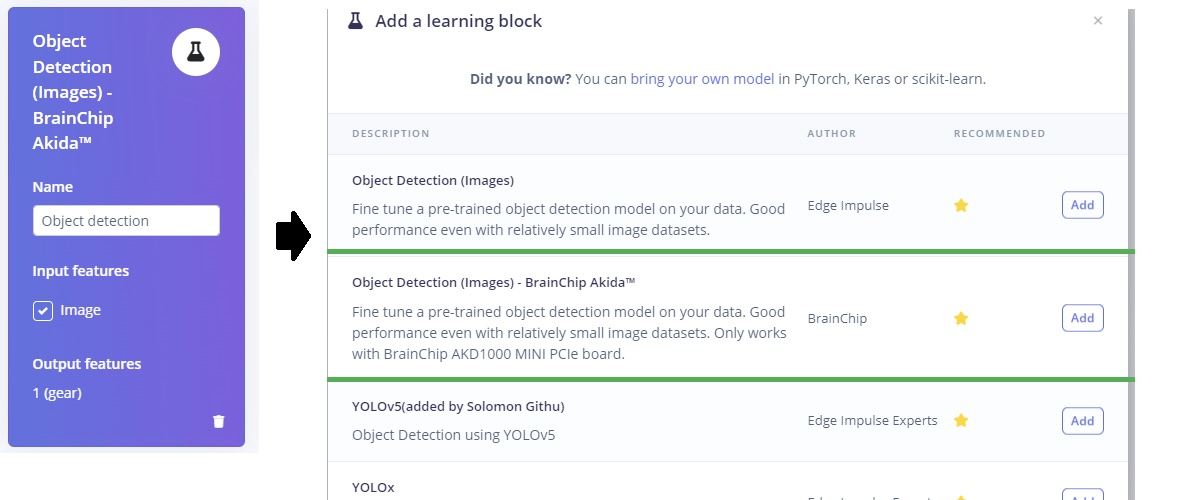 Object
Detection
(Images) -
BrainChip
Akida™
Name
Object detection
Input features
Image
Output features
1 (gear)
Add a learning block
×
Did you know? You can bring your own model in PyTorch, Keras or scikit-learn.
DESCRIPTION AUTHOR RECOMMENDED
Object Detection (Images)
Fine tune a pre-trained object detection model on your data. Good
performance even with relatively small image datasets.
Edge Impulse
Add
Object Detection (Images) - BrainChip Akida™
Fine tune a pre-trained object detection model on your data. Good
performance even with relatively small image datasets. Only works
with BrainChip AKD1000 MINI PCIe board.
BrainChip
Add
YOLOv5(added by Solomon Githu)
Object Detection using YOLOv5
Edge Impulse Experts
Add
YOLOx